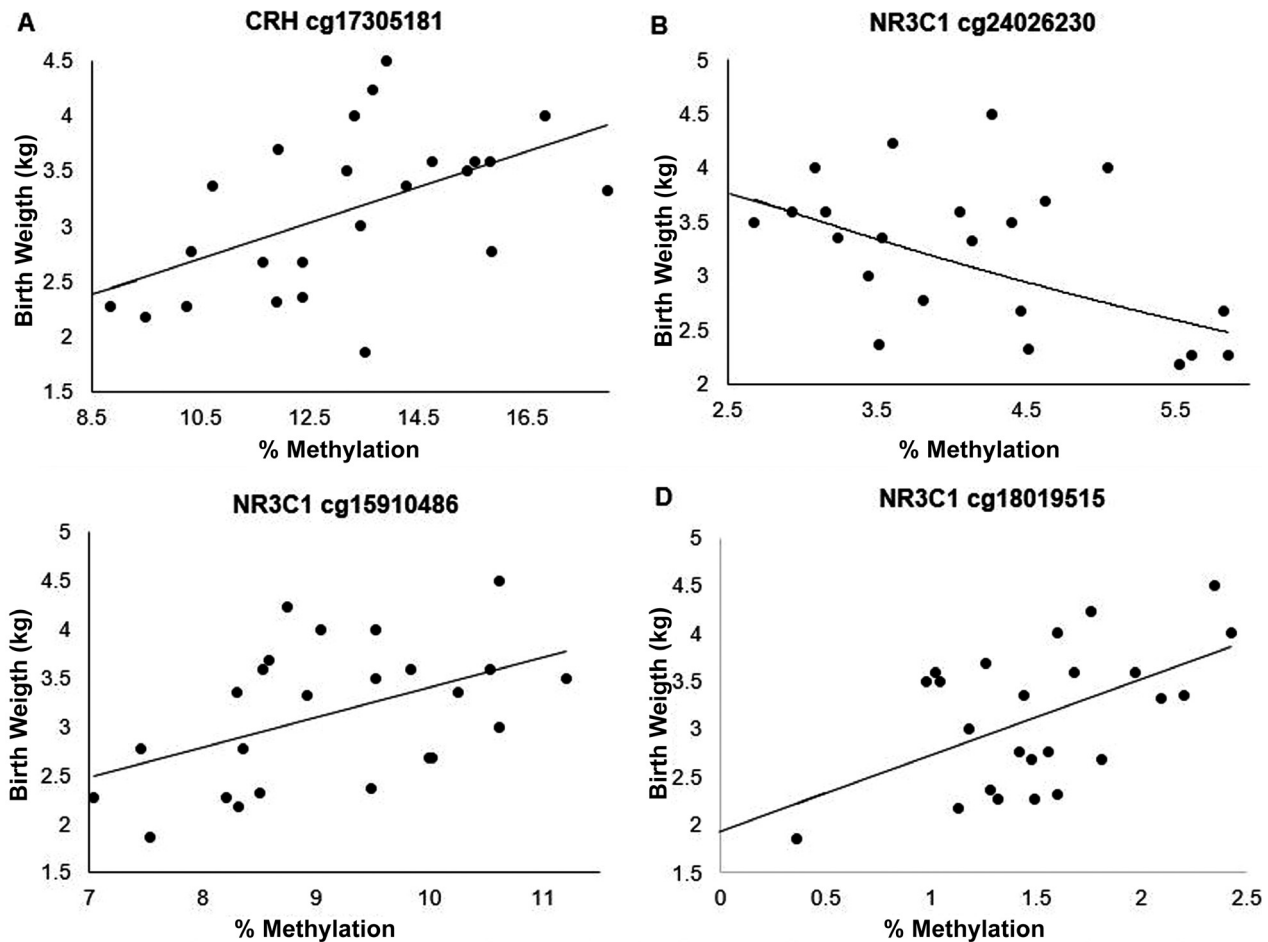 A
CRH cg17305181
4.5
4
3.5
3
2.5
2
1.5
Birth Weigth (kg)
8.5 10.5 12.5 14.5 16.5
% Methylation
B
NR3C1 cg24026230
5
4.5
4
3.5
3
2.5
2
Birth Weigth (kg)
2.5 3.5 4.5 5.5
% Methylation
NR3C1 cg15910486
5
4.5
4
3.5
3
2.5
2
1.5
Birth Weigth (kg)
7 8 9 10 11
% Methylation
D
NR3C1 cg18019515
5
4.5
4
3.5
3
2.5
2
1.5
Birth Weigth (kg)
0 0.5 1 1.5 2 2.5
% Methylation